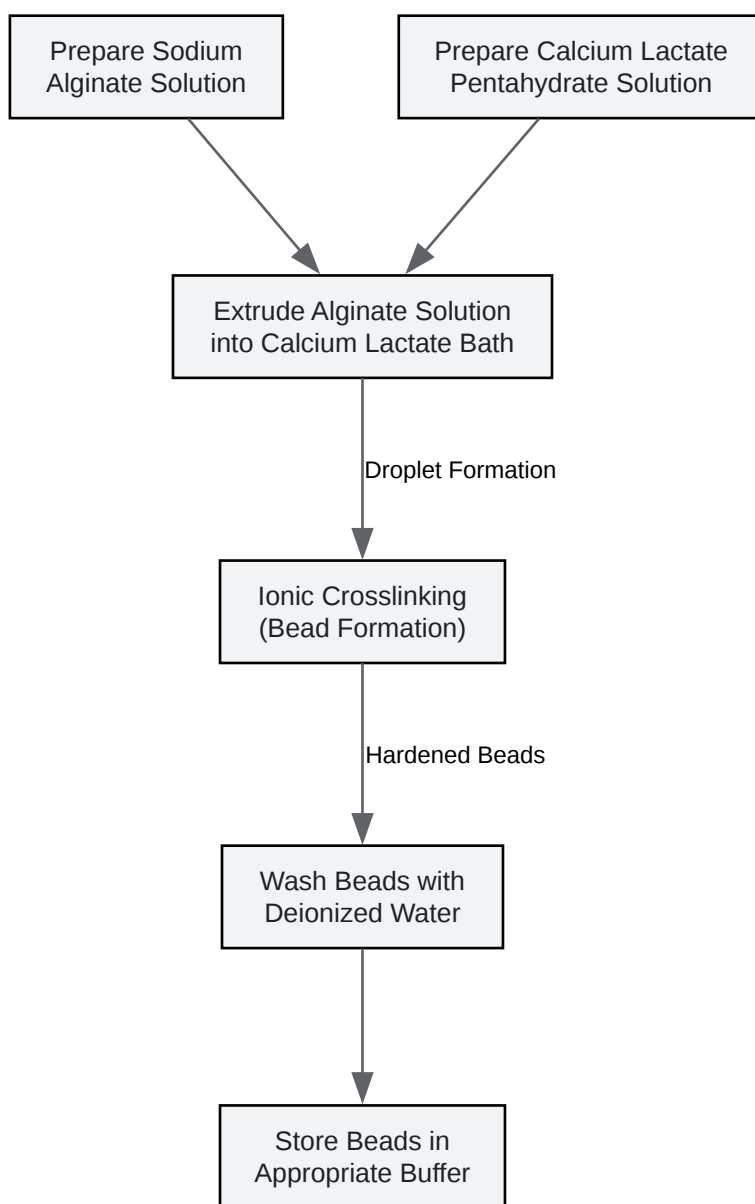 Prepare Sodium
Alginate Solution
Prepare Calcium Lactate
Pentahydrate Solution
Extrude Alginate Solution
into Calcium Lactate Bath
Droplet Formation
Ionic Crosslinking
(Bead Formation)
Hardened Beads
Wash Beads with
Deionized Water
Store Beads in
Appropriate Buffer